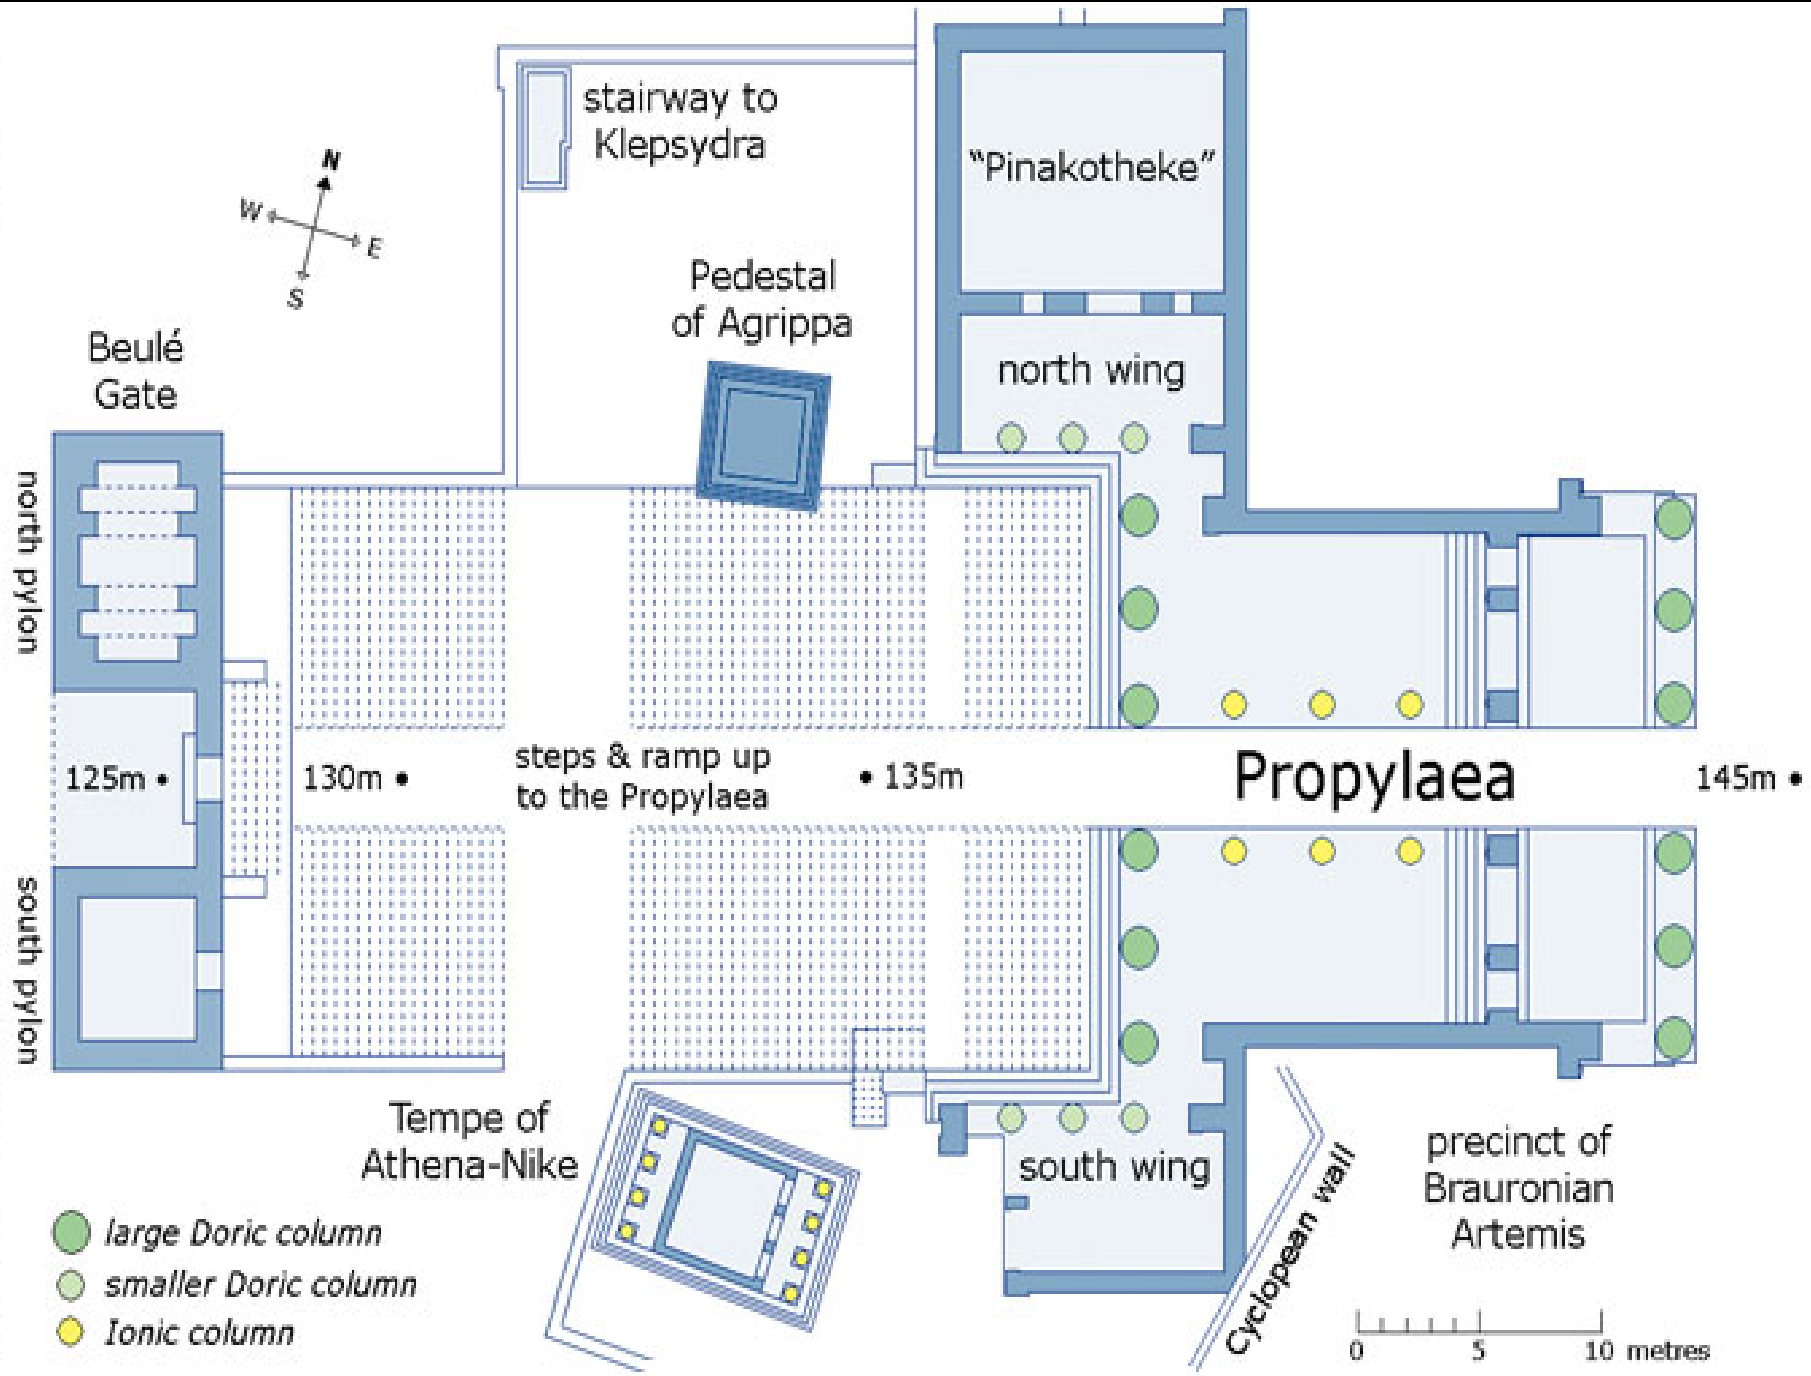 stairway to
Klepsydra
"Pinakotheke"
N
W
E
S
Pedestal
of Agrippa
Beulé
Gate
north wing
north pylon
125m
130m
steps & ramp up
to the Propylaea
135m
Propylaea
145m
south pylon
Tempe of
Athena-Nike
south wing
Cyclopean wall
precinct of
Brauronian
Artemis
large Doric column
smaller Doric column
Ionic column
0 5 10 metres